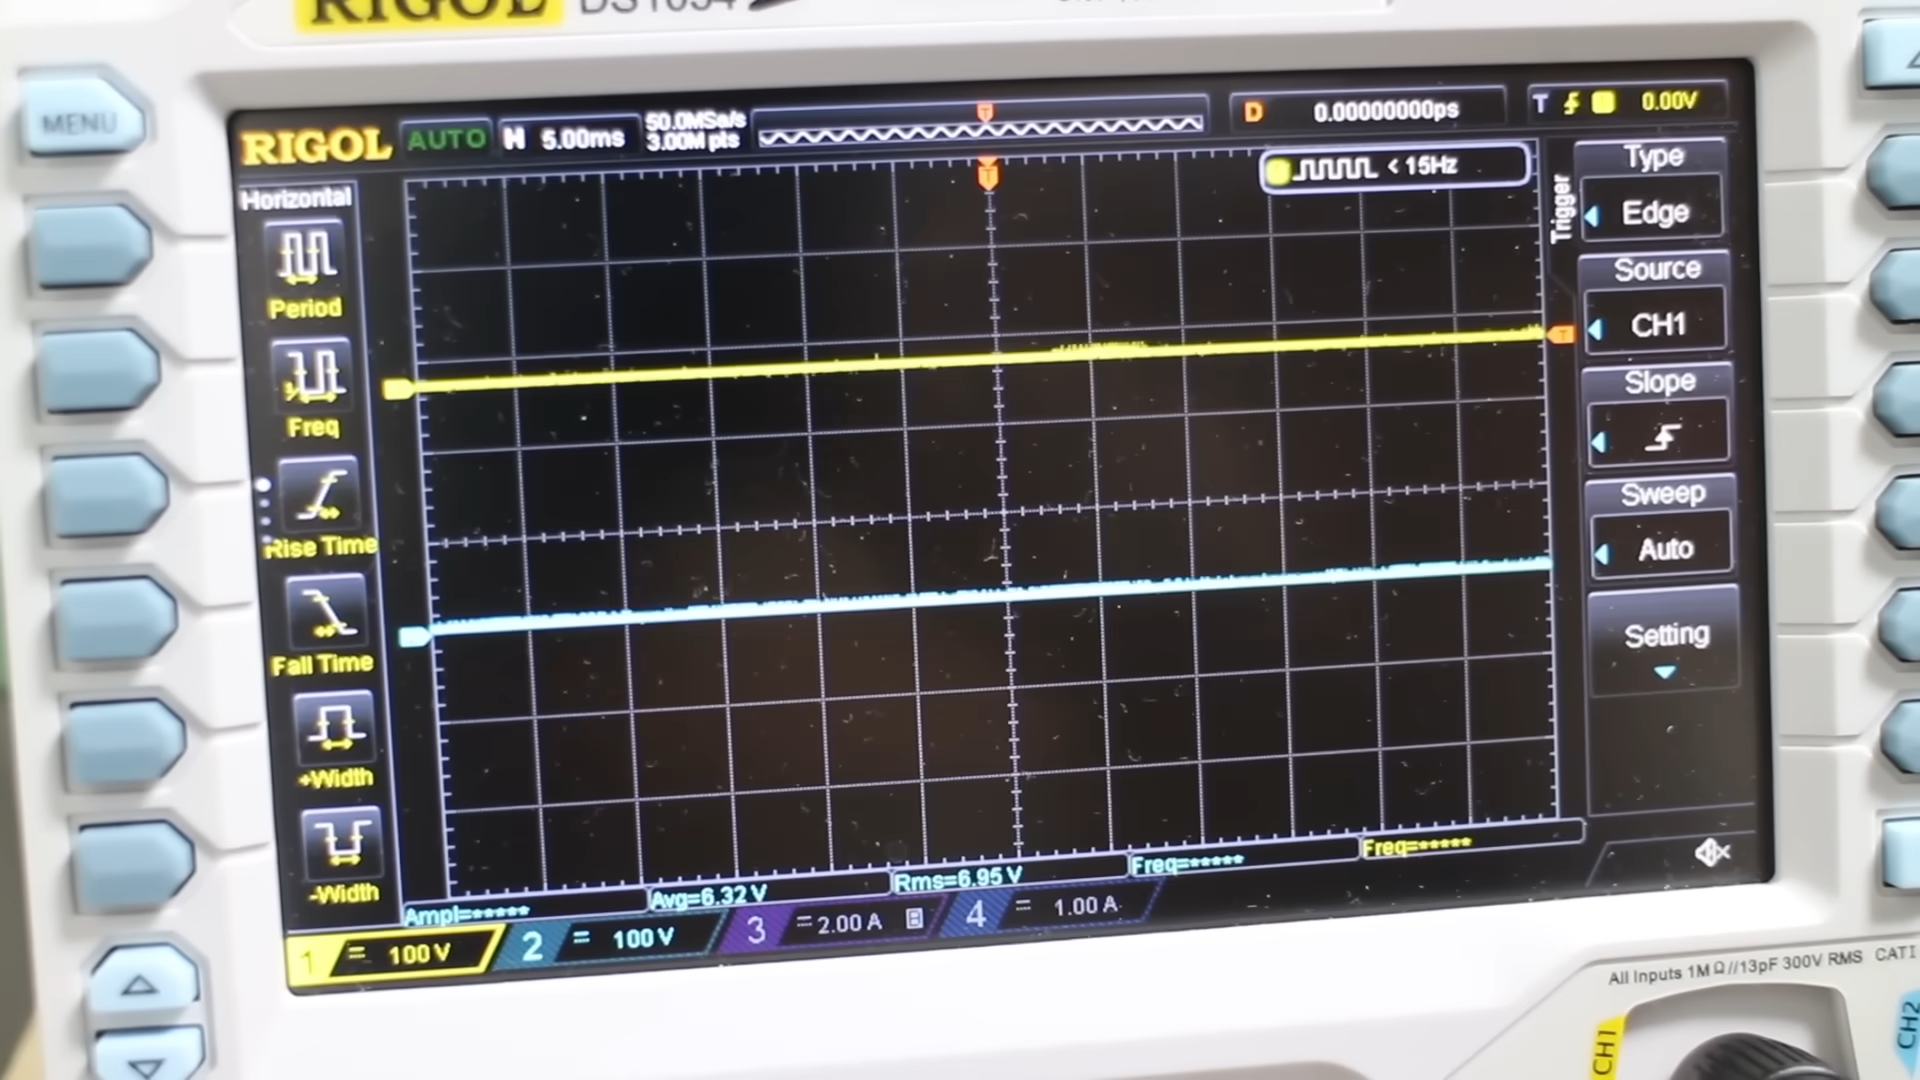 RIGOL DS1054
MENU
RIGOL AUTO H 5.00ms 50.0MSa/s 3.00M pts D 0.00000000ps T 0.00V
Horizontal
Period
Freq
Rise Time
Fall Time
+Width
-Width
T
T
< 15Hz
T
Trigger
Type
Edge
Source
CH1
Slope
Sweep
Auto
Setting
Ampl=***** Avg=6.32 V Rms=6.95 V Freq=***** Freq=*****
1 = 100 V 2 = 100 V 3 = 2.00 A B 4 = 1.00 A
All Inputs 1MΩ//13pF 300V RMS CATI
CH1
CH2